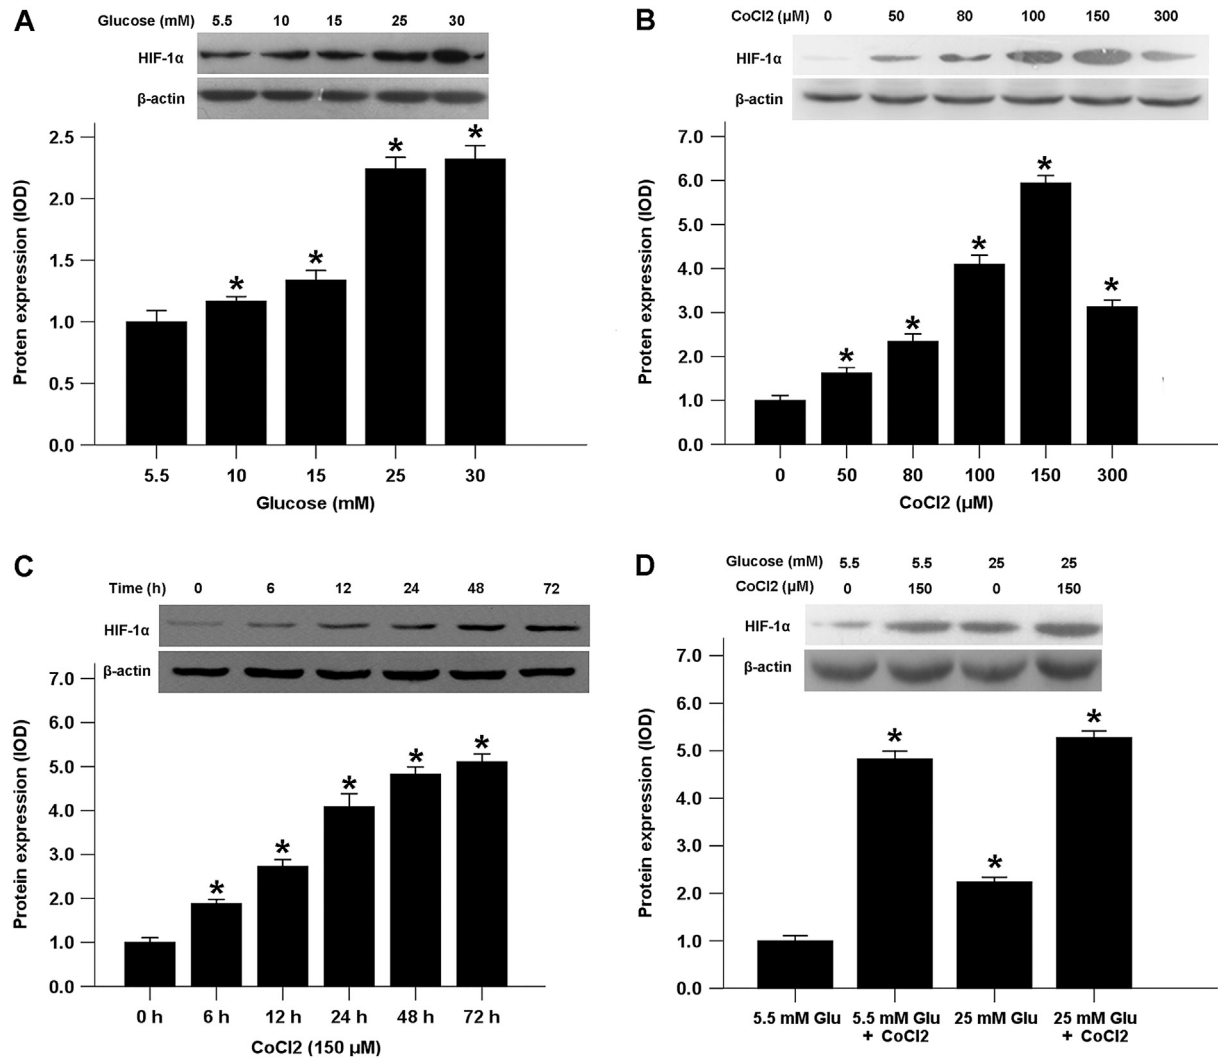 A
Glucose (mM) 5.5 10 15 25 30
HIF-1α
β-actin
2.5
2.0
1.5
1.0
0.5
0.0
Proten expression (IOD)
* * * *
5.5 10 15 25 30
Glucose (mM)
B
CoCl2 (μM) 0 50 80 100 150 300
HIF-1α
β-actin
7.0
6.0
5.0
4.0
3.0
2.0
1.0
0.0
Proten expression (IOD)
* * * * *
0 50 80 100 150 300
CoCl2 (μM)
C
Time (h) 0 6 12 24 48 72
HIF-1α
β-actin
7.0
6.0
5.0
4.0
3.0
2.0
1.0
0.0
Protein expression (IOD)
* * * * *
0 h 6 h 12 h 24 h 48 h 72 h
CoCl2 (150 μM)
D
Glucose (mM) 5.5 5.5 25 25
CoCl2 (μM) 0 150 0 150
HIF-1α
β-actin
7.0
6.0
5.0
4.0
3.0
2.0
1.0
0.0
Protein expression (IOD)
* * *
5.5 mM Glu 5.5 mM Glu 25 mM Glu 25 mM Glu
+ CoCl2 + CoCl2